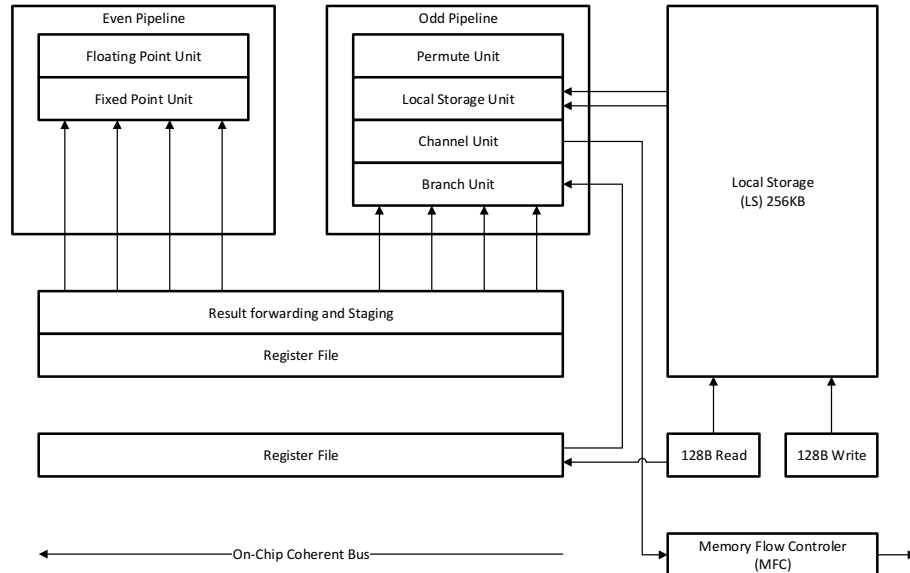 Even Pipeline
Odd Pipeline
Floating Point Unit
Fixed Point Unit
Permute Unit
Local Storage Unit
Channel Unit
Branch Unit
Local Storage
(LS) 256KB
Result forwarding and Staging
Register File
Register File
128B Read
128B Write
On-Chip Coherent Bus
Memory Flow Controler
(MFC)